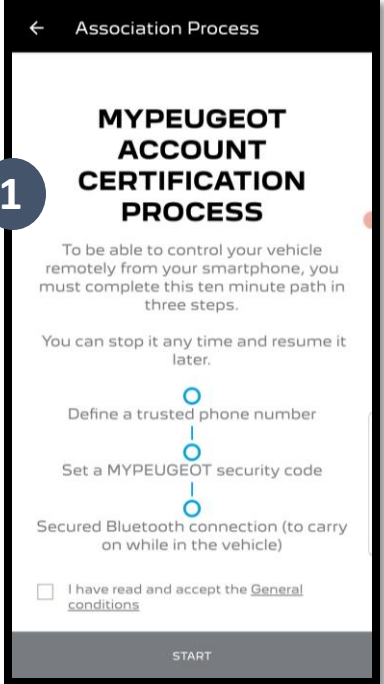 ← Association Process
MYPEUGEOT
ACCOUNT
CERTIFICATION
PROCESS
1
To be able to control your vehicle
remotely from your smartphone, you
must complete this ten minute path in
three steps.
You can stop it any time and resume it
later.
Define a trusted phone number
Set a MYPEUGEOT security code
Secured Bluetooth connection (to carry
on while in the vehicle)
I have read and accept the General
conditions
START